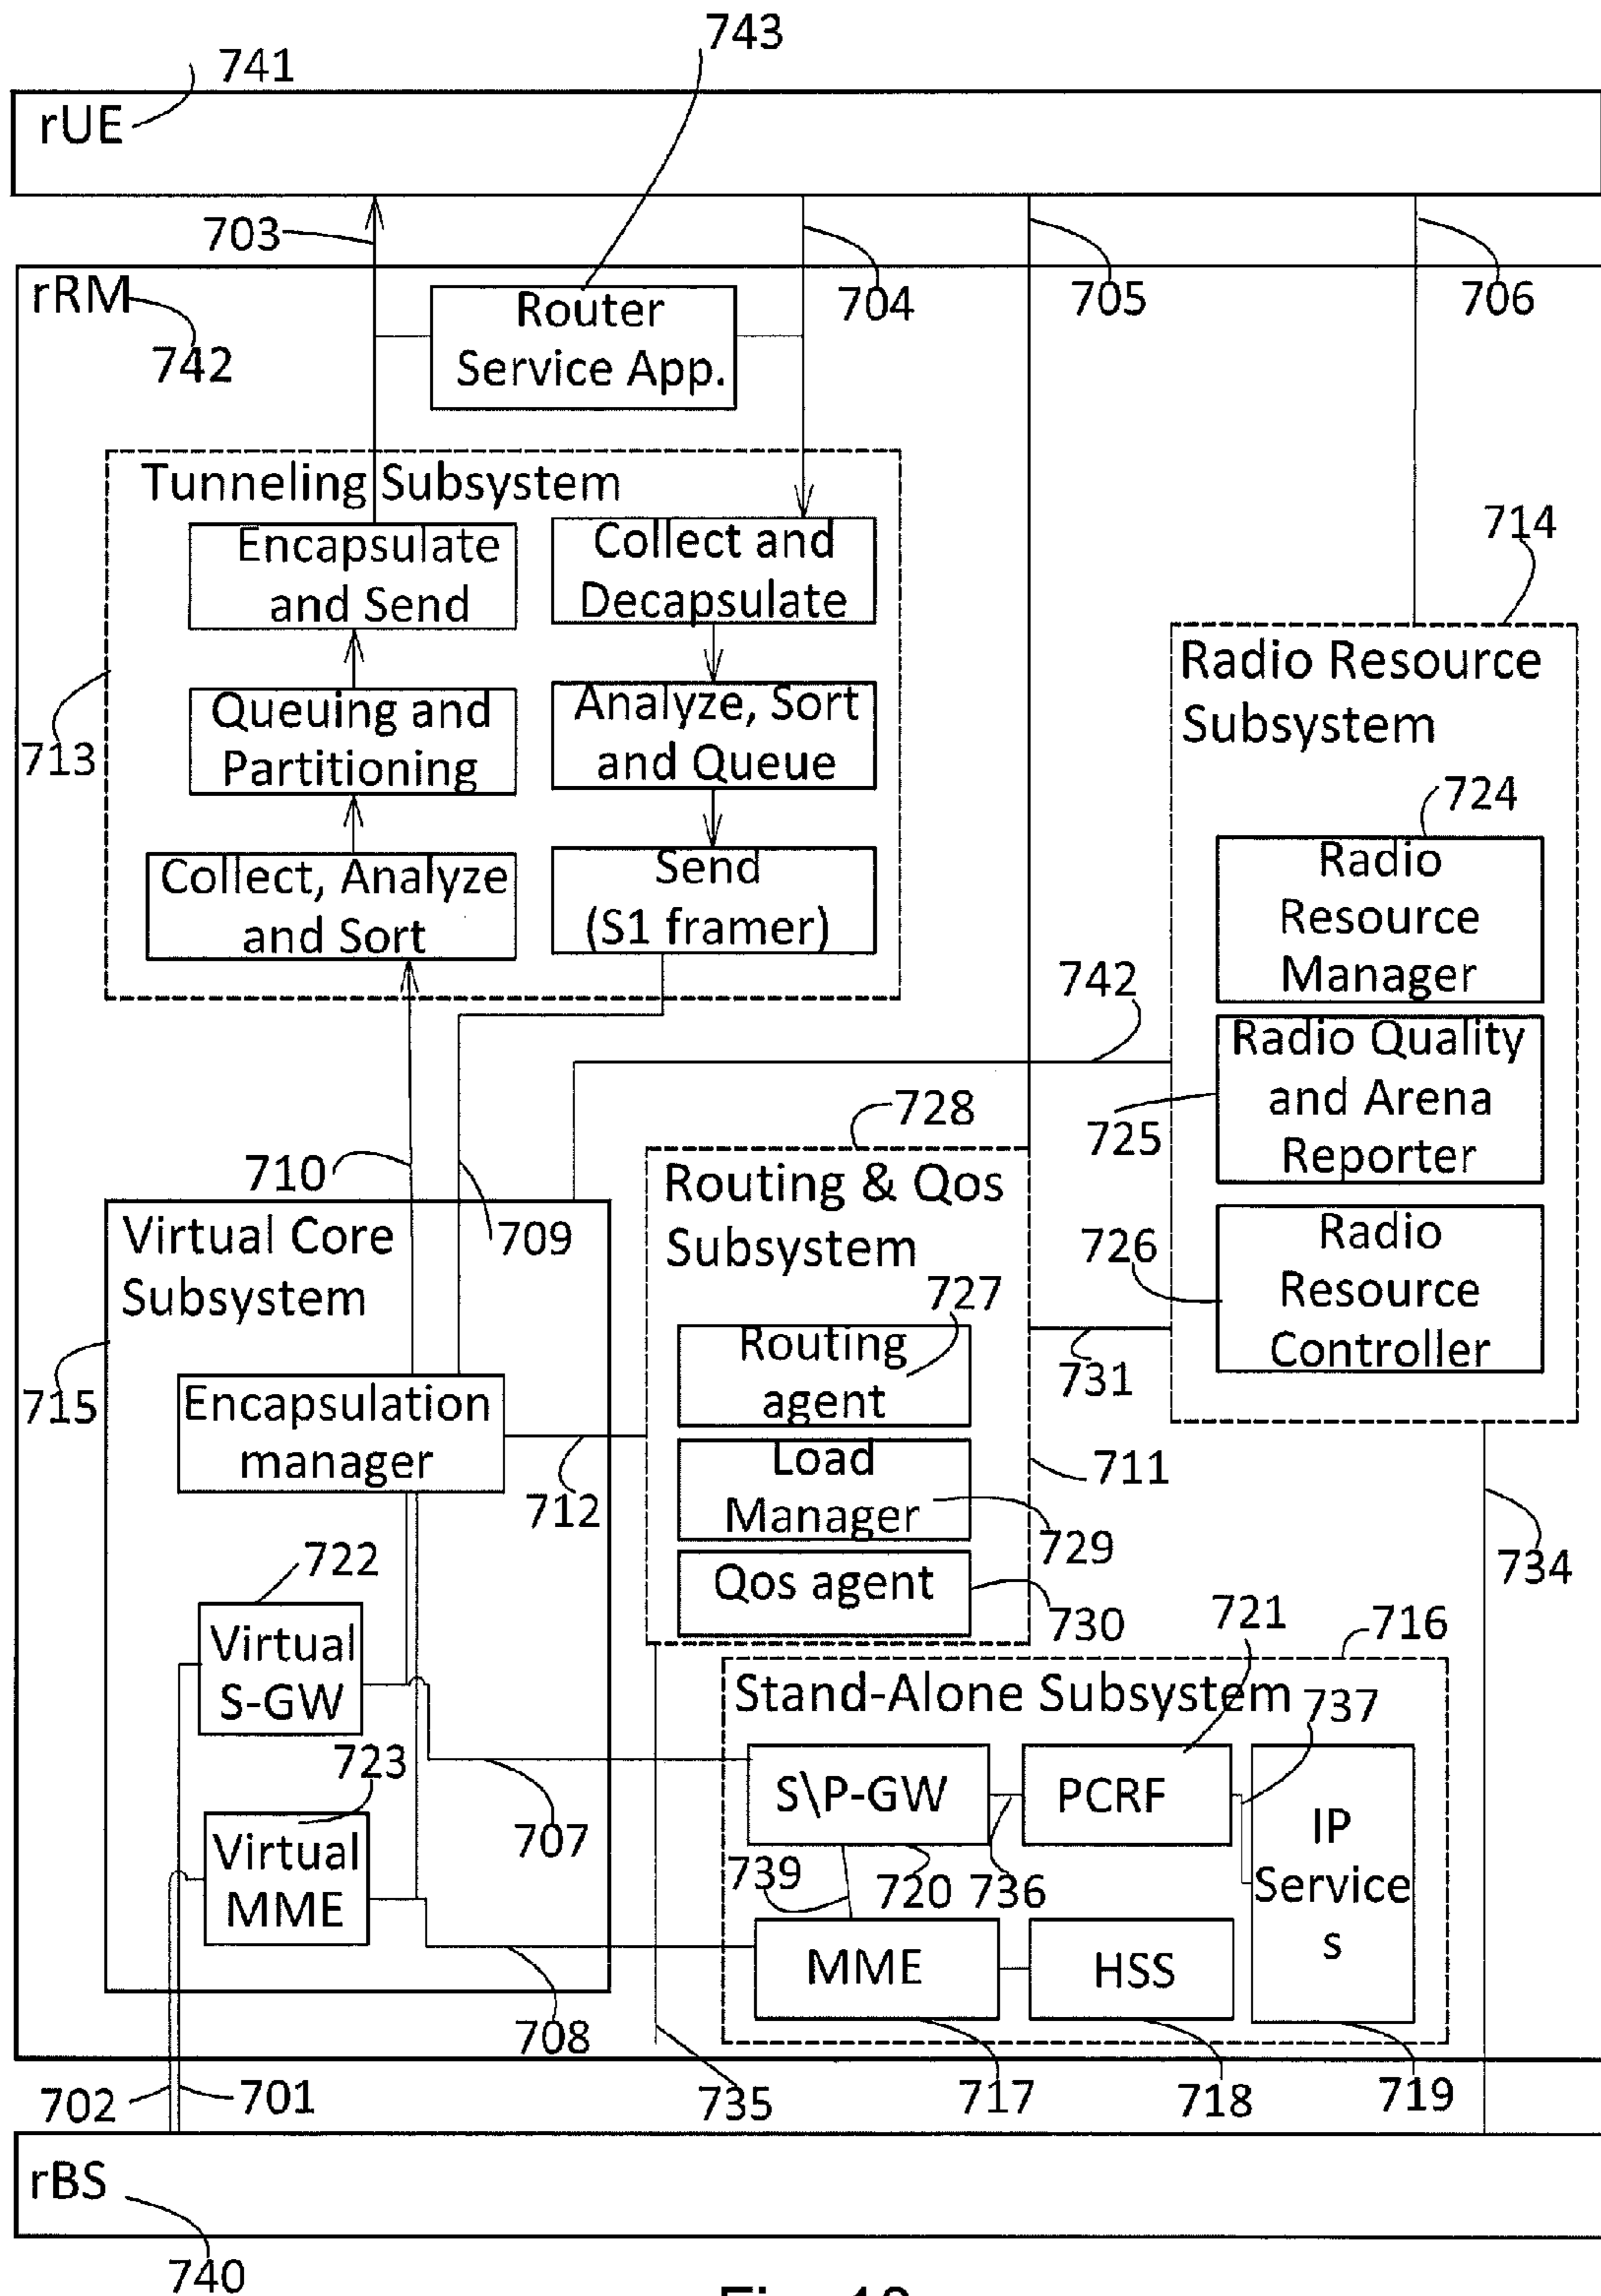 743
741
rUE
703
rRM
742
Router
Service App.
704
705
706
Tunneling Subsystem
Encapsulate
and Send
Collect and
Decapsulate
714
Radio Resource
Subsystem
Queuing and
Partitioning
Analyze, Sort
and Queue
713
724
Radio
Resource
Manager
Collect, Analyze
and Sort
Send
(S1 framer)
742
Radio Quality
and Arena
Reporter
725
728
710
709
Routing & Qos
Subsystem
Virtual Core
Subsystem
726
Radio
Resource
Controller
727
Routing
agent
731
715
Encapsulation
manager
712
Load
Manager
711
729
734
722
Qos agent
730
721
716
Virtual
S-GW
Stand-Alone Subsystem
737
723
S\P-GW
PCRF
IP
Service
s
707
Virtual
MME
739
720
736
MME
HSS
708
702
701
735
717
718
719
rBS
740